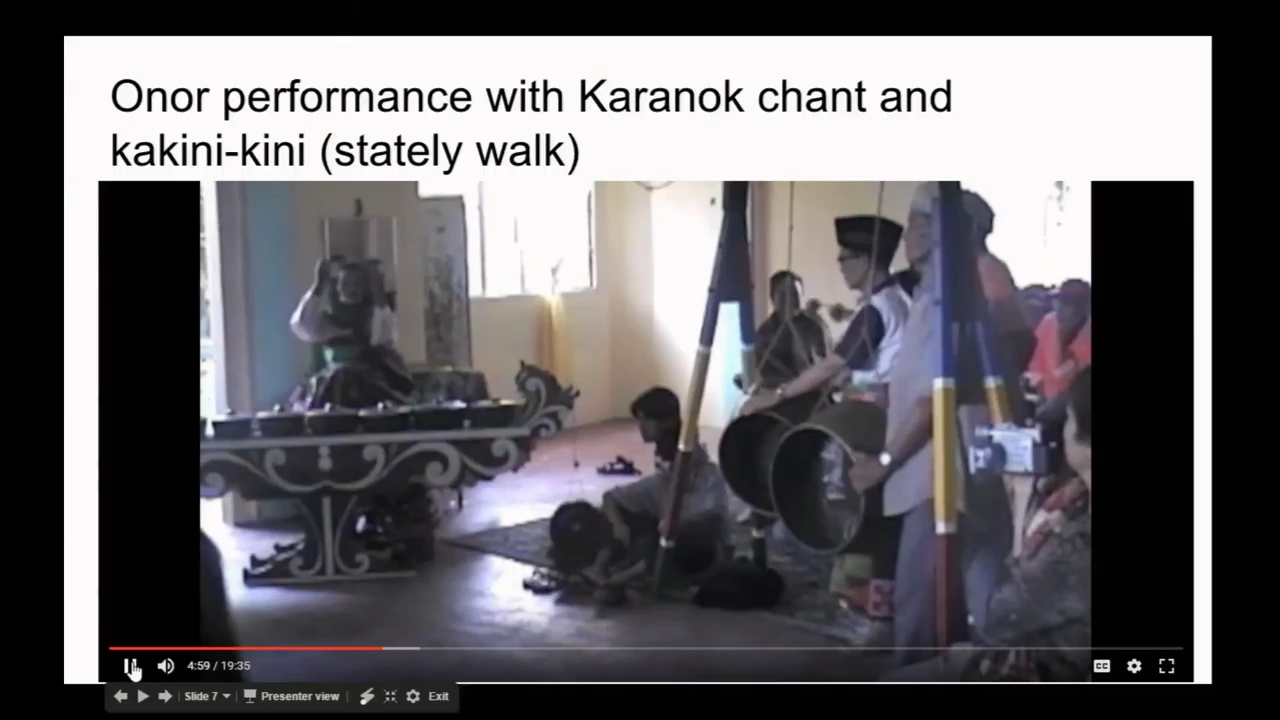 Onor performance with Karanok chant and
kakini-kini (stately walk)
4:59 / 19:35
CC
Slide 7
Presenter view
Exit